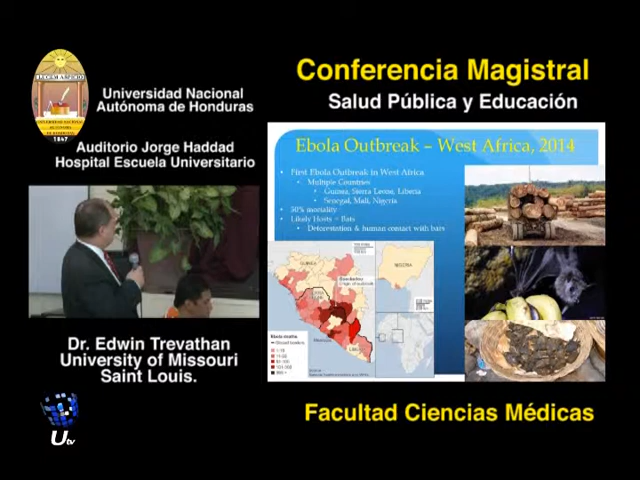 Conferencia Magistral
Salud Pública y Educación
Universidad Nacional
Autónoma de Honduras
1847
Auditorio Jorge Haddad
Hospital Escuela Universitario
Ebola Outbreak – West Africa, 2014
• First Ebola Outbreak in West Africa
• Multiple Countries
• Guinea, Sierra Leone, Liberia
• Senegal, Mali, Nigeria
• 50% mortality
• Likely Hosts = Bats
• Deforestation & human contact with bats
GUINEA
NIGERIA
Dr. Edwin Trevathan
University of Missouri
Saint Louis.
Facultad Ciencias Médicas
Utv